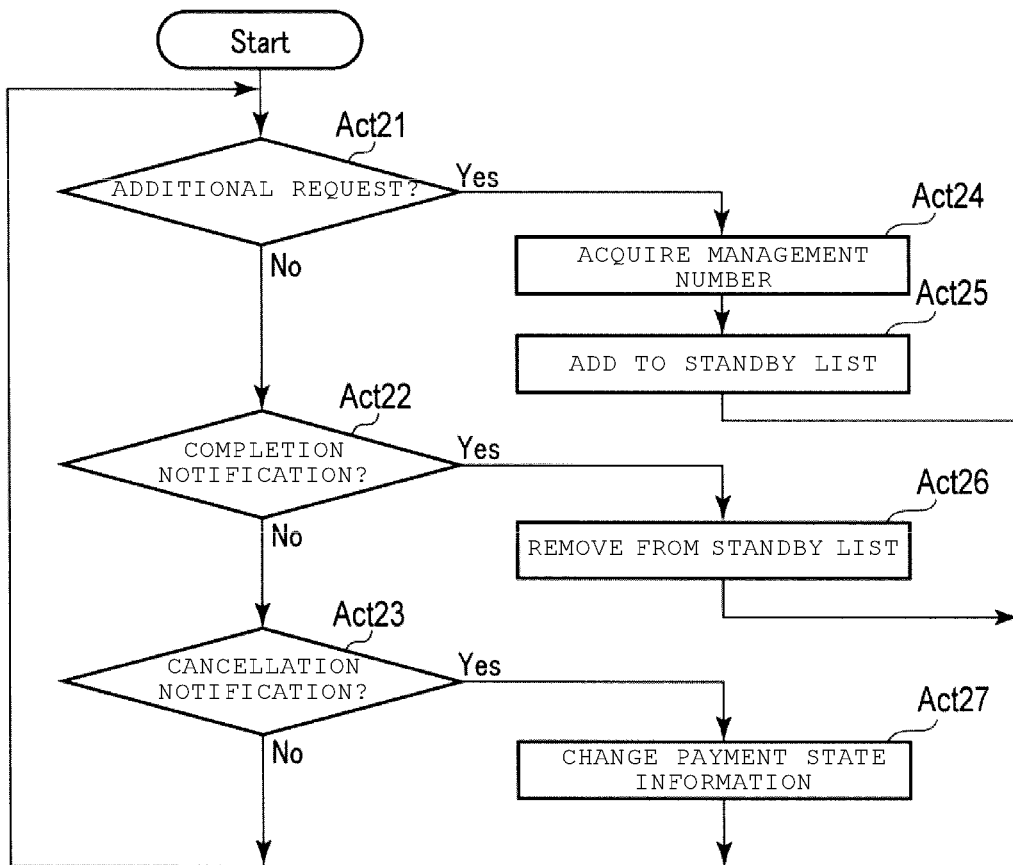 Start
Act21
ADDITIONAL REQUEST?
Yes
No
Act24
ACQUIRE MANAGEMENT
NUMBER
Act25
ADD TO STANDBY LIST
Act22
COMPLETION
NOTIFICATION?
Yes
No
Act26
REMOVE FROM STANDBY LIST
Act23
CANCELLATION
NOTIFICATION?
Yes
No
Act27
CHANGE PAYMENT STATE
INFORMATION